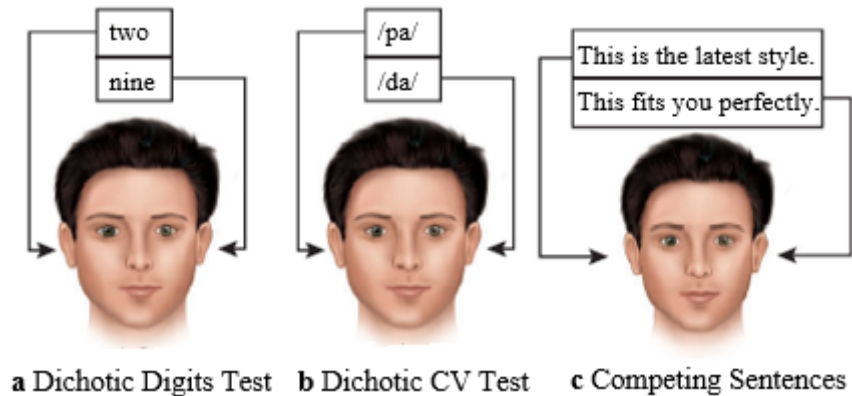 two
nine
/pa/
/da/
This is the latest style.
This fits you perfectly.
a Dichotic Digits Test
b Dichotic CV Test
c Competing Sentences